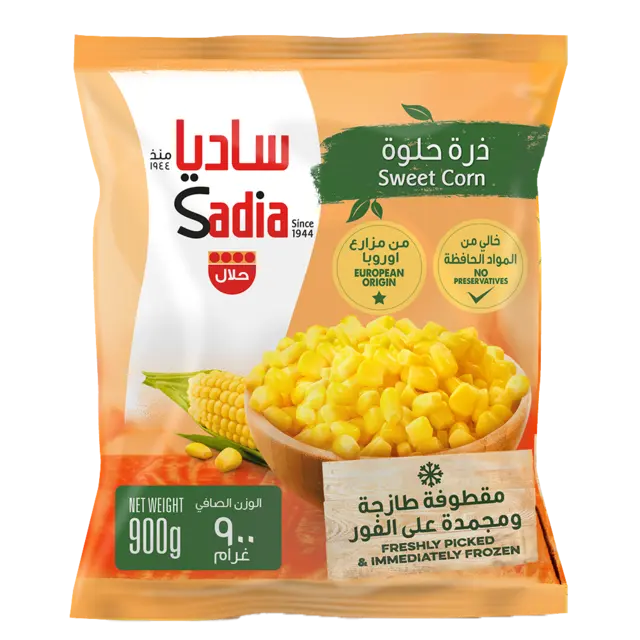 ساديا
منذ
١٩٤٤
Sadia
Since
1944
حلال
ذرة حلوة
Sweet Corn
من مزارع
اوروبا
EUROPEAN
ORIGIN
خالي من
المواد الحافظة
NO
PRESERVATIVES
مقطوفة طازجة
ومجمدة على الفور
FRESHLY PICKED
& IMMEDIATELY FROZEN
NET WEIGHT
900g
الوزن الصافي
٩٠٠
غرام